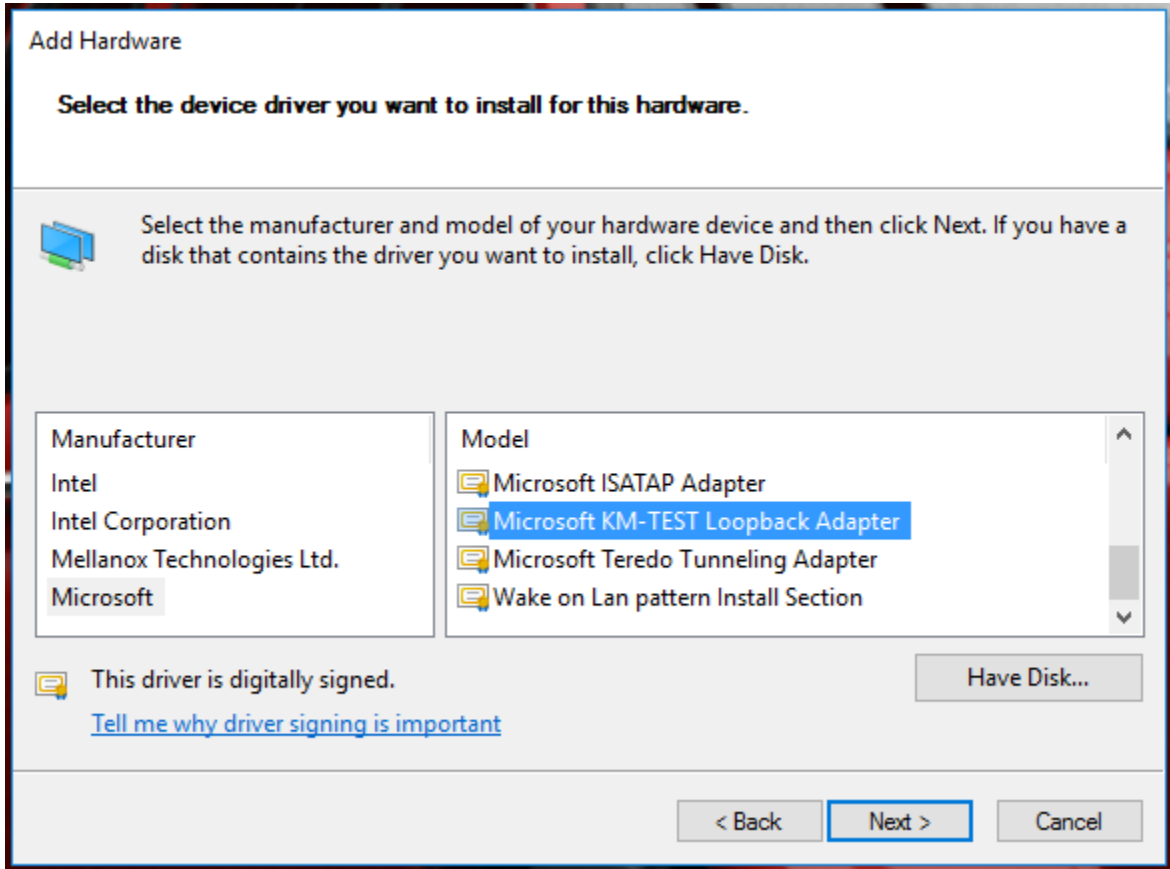 Add Hardware
Select the device driver you want to install for this hardware.
Select the manufacturer and model of your hardware device and then click Next. If you have a
disk that contains the driver you want to install, click Have Disk.
Manufacturer
Intel
Intel Corporation
Mellanox Technologies Ltd.
Microsoft
Model
Microsoft ISATAP Adapter
Microsoft KM-TEST Loopback Adapter
Microsoft Teredo Tunneling Adapter
Wake on Lan pattern Install Section
This driver is digitally signed.
Tell me why driver signing is important
Have Disk...
< Back
Next >
Cancel